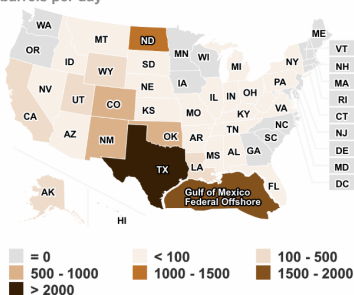 barrels per day
WA
ME
MT
ND
OR
MN
VT
ID
SD
WI
NH
WY
MI
NY
MA
NV
NE
IA
PA
RI
UT
IL IN OH
CT
CO
KS
MO
KY
VA
NJ
CA
NC
DE
AZ
NM
OK
AR
TN
SC
MD
MS
AL
GA
DC
TX
LA
AK
Gulf of Mexico
Federal Offshore
FL
HI
= 0
< 100
100 - 500
500 - 1000
1000 - 1500
1500 - 2000
> 2000